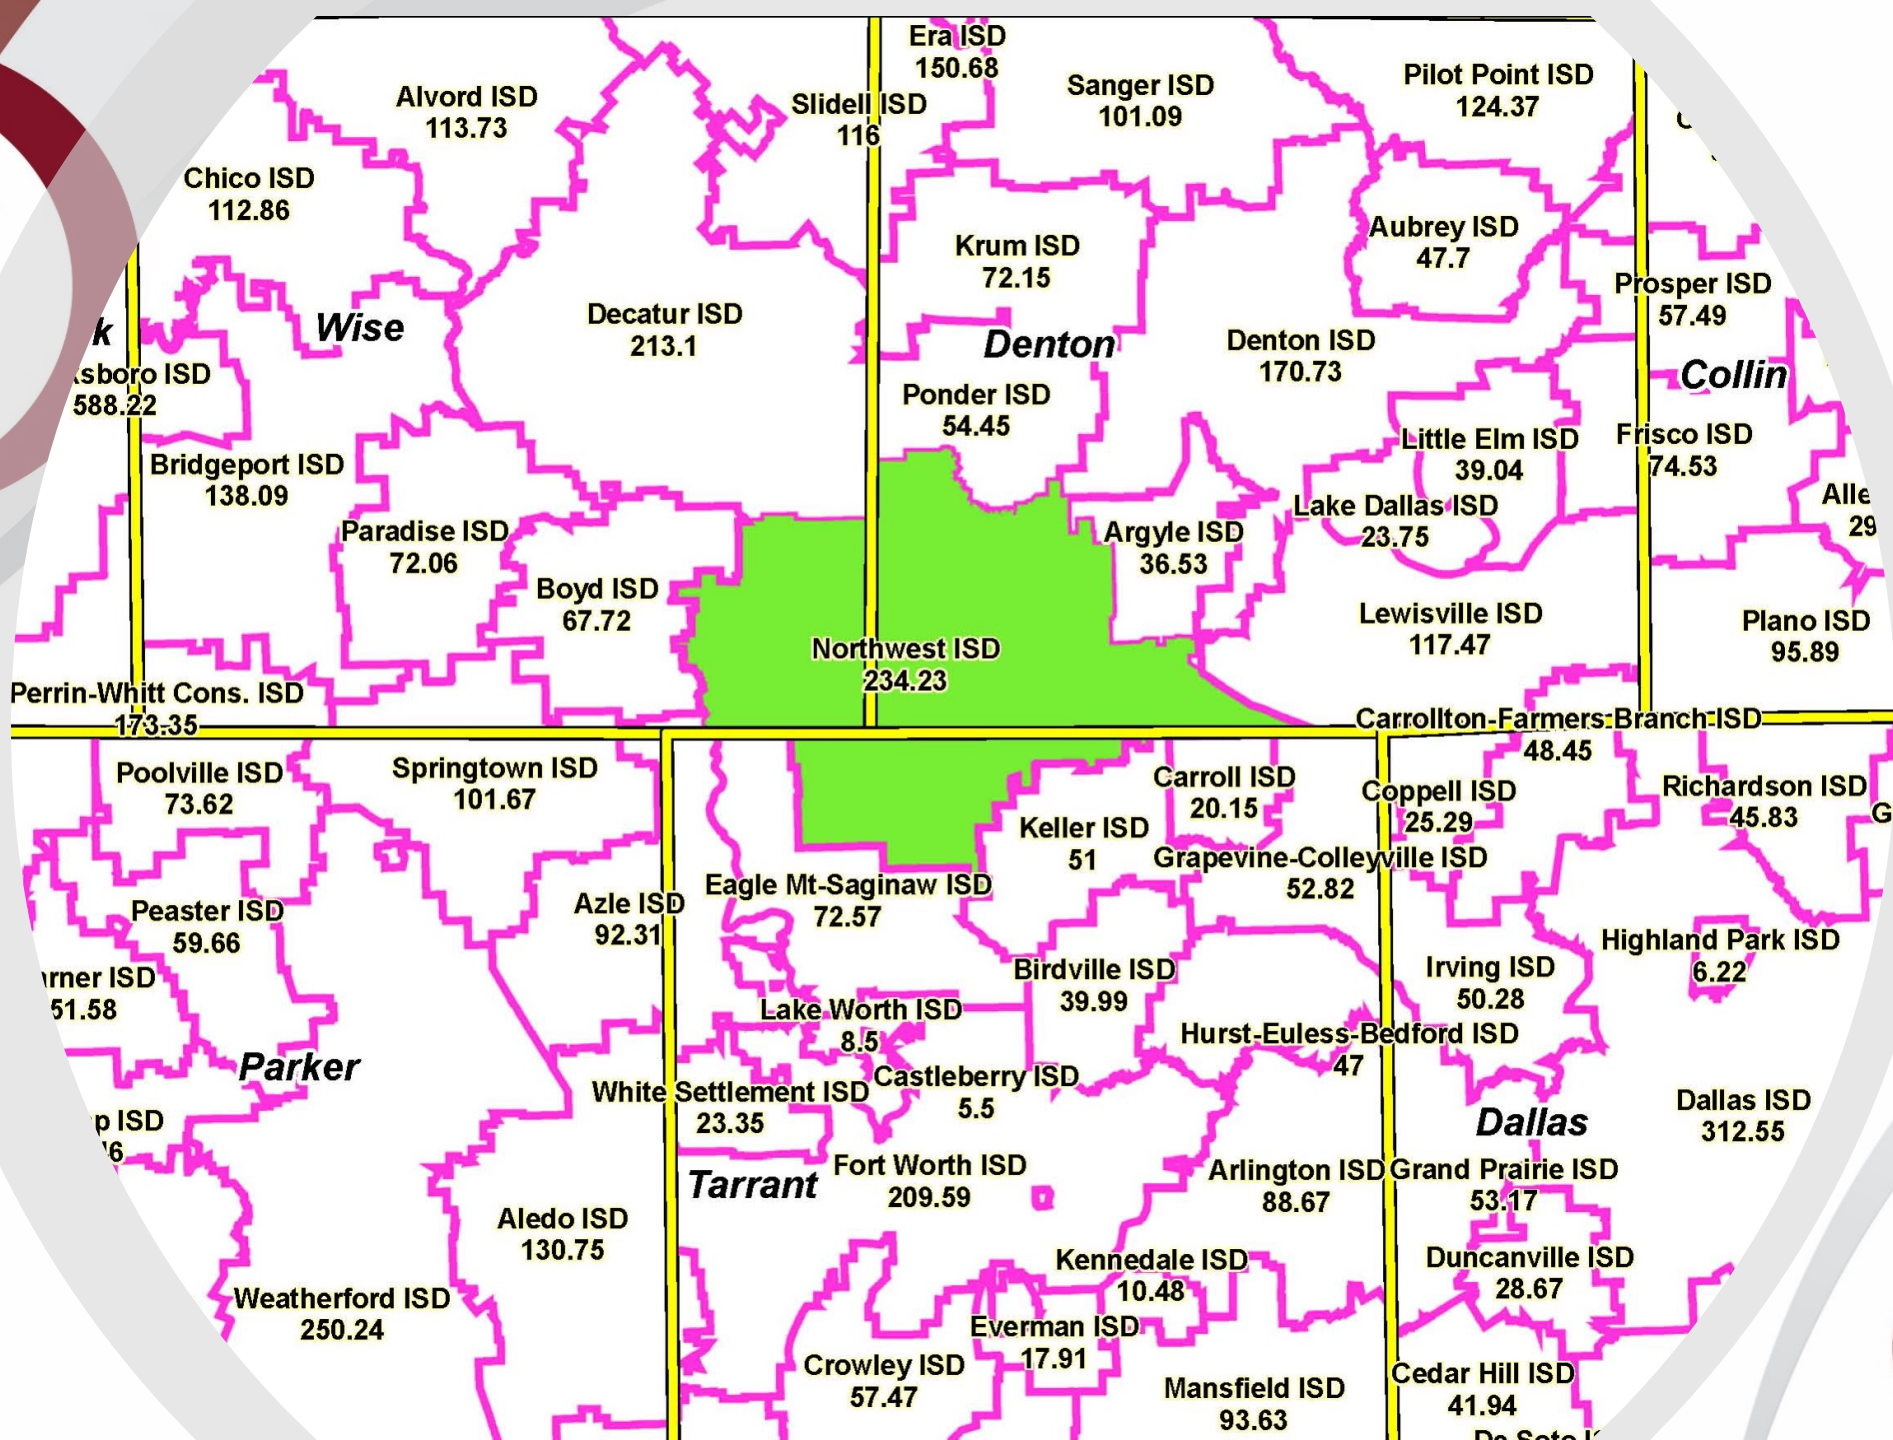 Era ISD
150.68
Alvord ISD
113.73
Slidell ISD
116
Sanger ISD
101.09
Pilot Point ISD
124.37
Chico ISD
112.86
Krum ISD
72.15
Aubrey ISD
47.7
Prosper ISD
57.49
Wise
Decatur ISD
213.1
Denton
Denton ISD
170.73
k
Collin
sboro ISD
588.22
Ponder ISD
54.45
Little Elm ISD
39.04
Frisco ISD
74.53
Bridgeport ISD
138.09
Lake Dallas ISD
23.75
Alle
29
Paradise ISD
72.06
Argyle ISD
36.53
Boyd ISD
67.72
Lewisville ISD
117.47
Plano ISD
95.89
Northwest ISD
234.23
Perrin-Whitt Cons. ISD
173.35
Carrollton-Farmers Branch ISD
48.45
Poolville ISD
73.62
Springtown ISD
101.67
Carroll ISD
20.15
Coppell ISD
25.29
Richardson ISD
45.83
G
Keller ISD
51
Grapevine-Colleyville ISD
52.82
Eagle Mt-Saginaw ISD
72.57
Azle ISD
92.31
Peaster ISD
59.66
Highland Park ISD
6.22
rner ISD
51.58
Birdville ISD
39.99
Irving ISD
50.28
Lake Worth ISD
8.5
Hurst-Euless-Bedford ISD
47
Parker
White Settlement ISD
23.35
Castleberry ISD
5.5
Dallas ISD
312.55
p ISD
6
Dallas
Tarrant
Fort Worth ISD
209.59
Arlington ISD
88.67
Grand Prairie ISD
53.17
Aledo ISD
130.75
Kennedale ISD
10.48
Duncanville ISD
28.67
Weatherford ISD
250.24
Everman ISD
17.91
Crowley ISD
57.47
Mansfield ISD
93.63
Cedar Hill ISD
41.94
De Soto